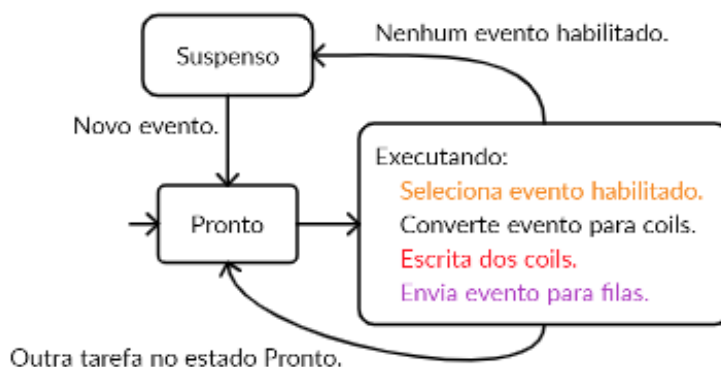 Nenhum evento habilitado.
Suspenso
Novo evento.
Executando:
Seleciona evento habilitado.
Converte evento para coils.
Escrita dos coils.
Envia evento para filas.
Pronto
Outra tarefa no estado Pronto.